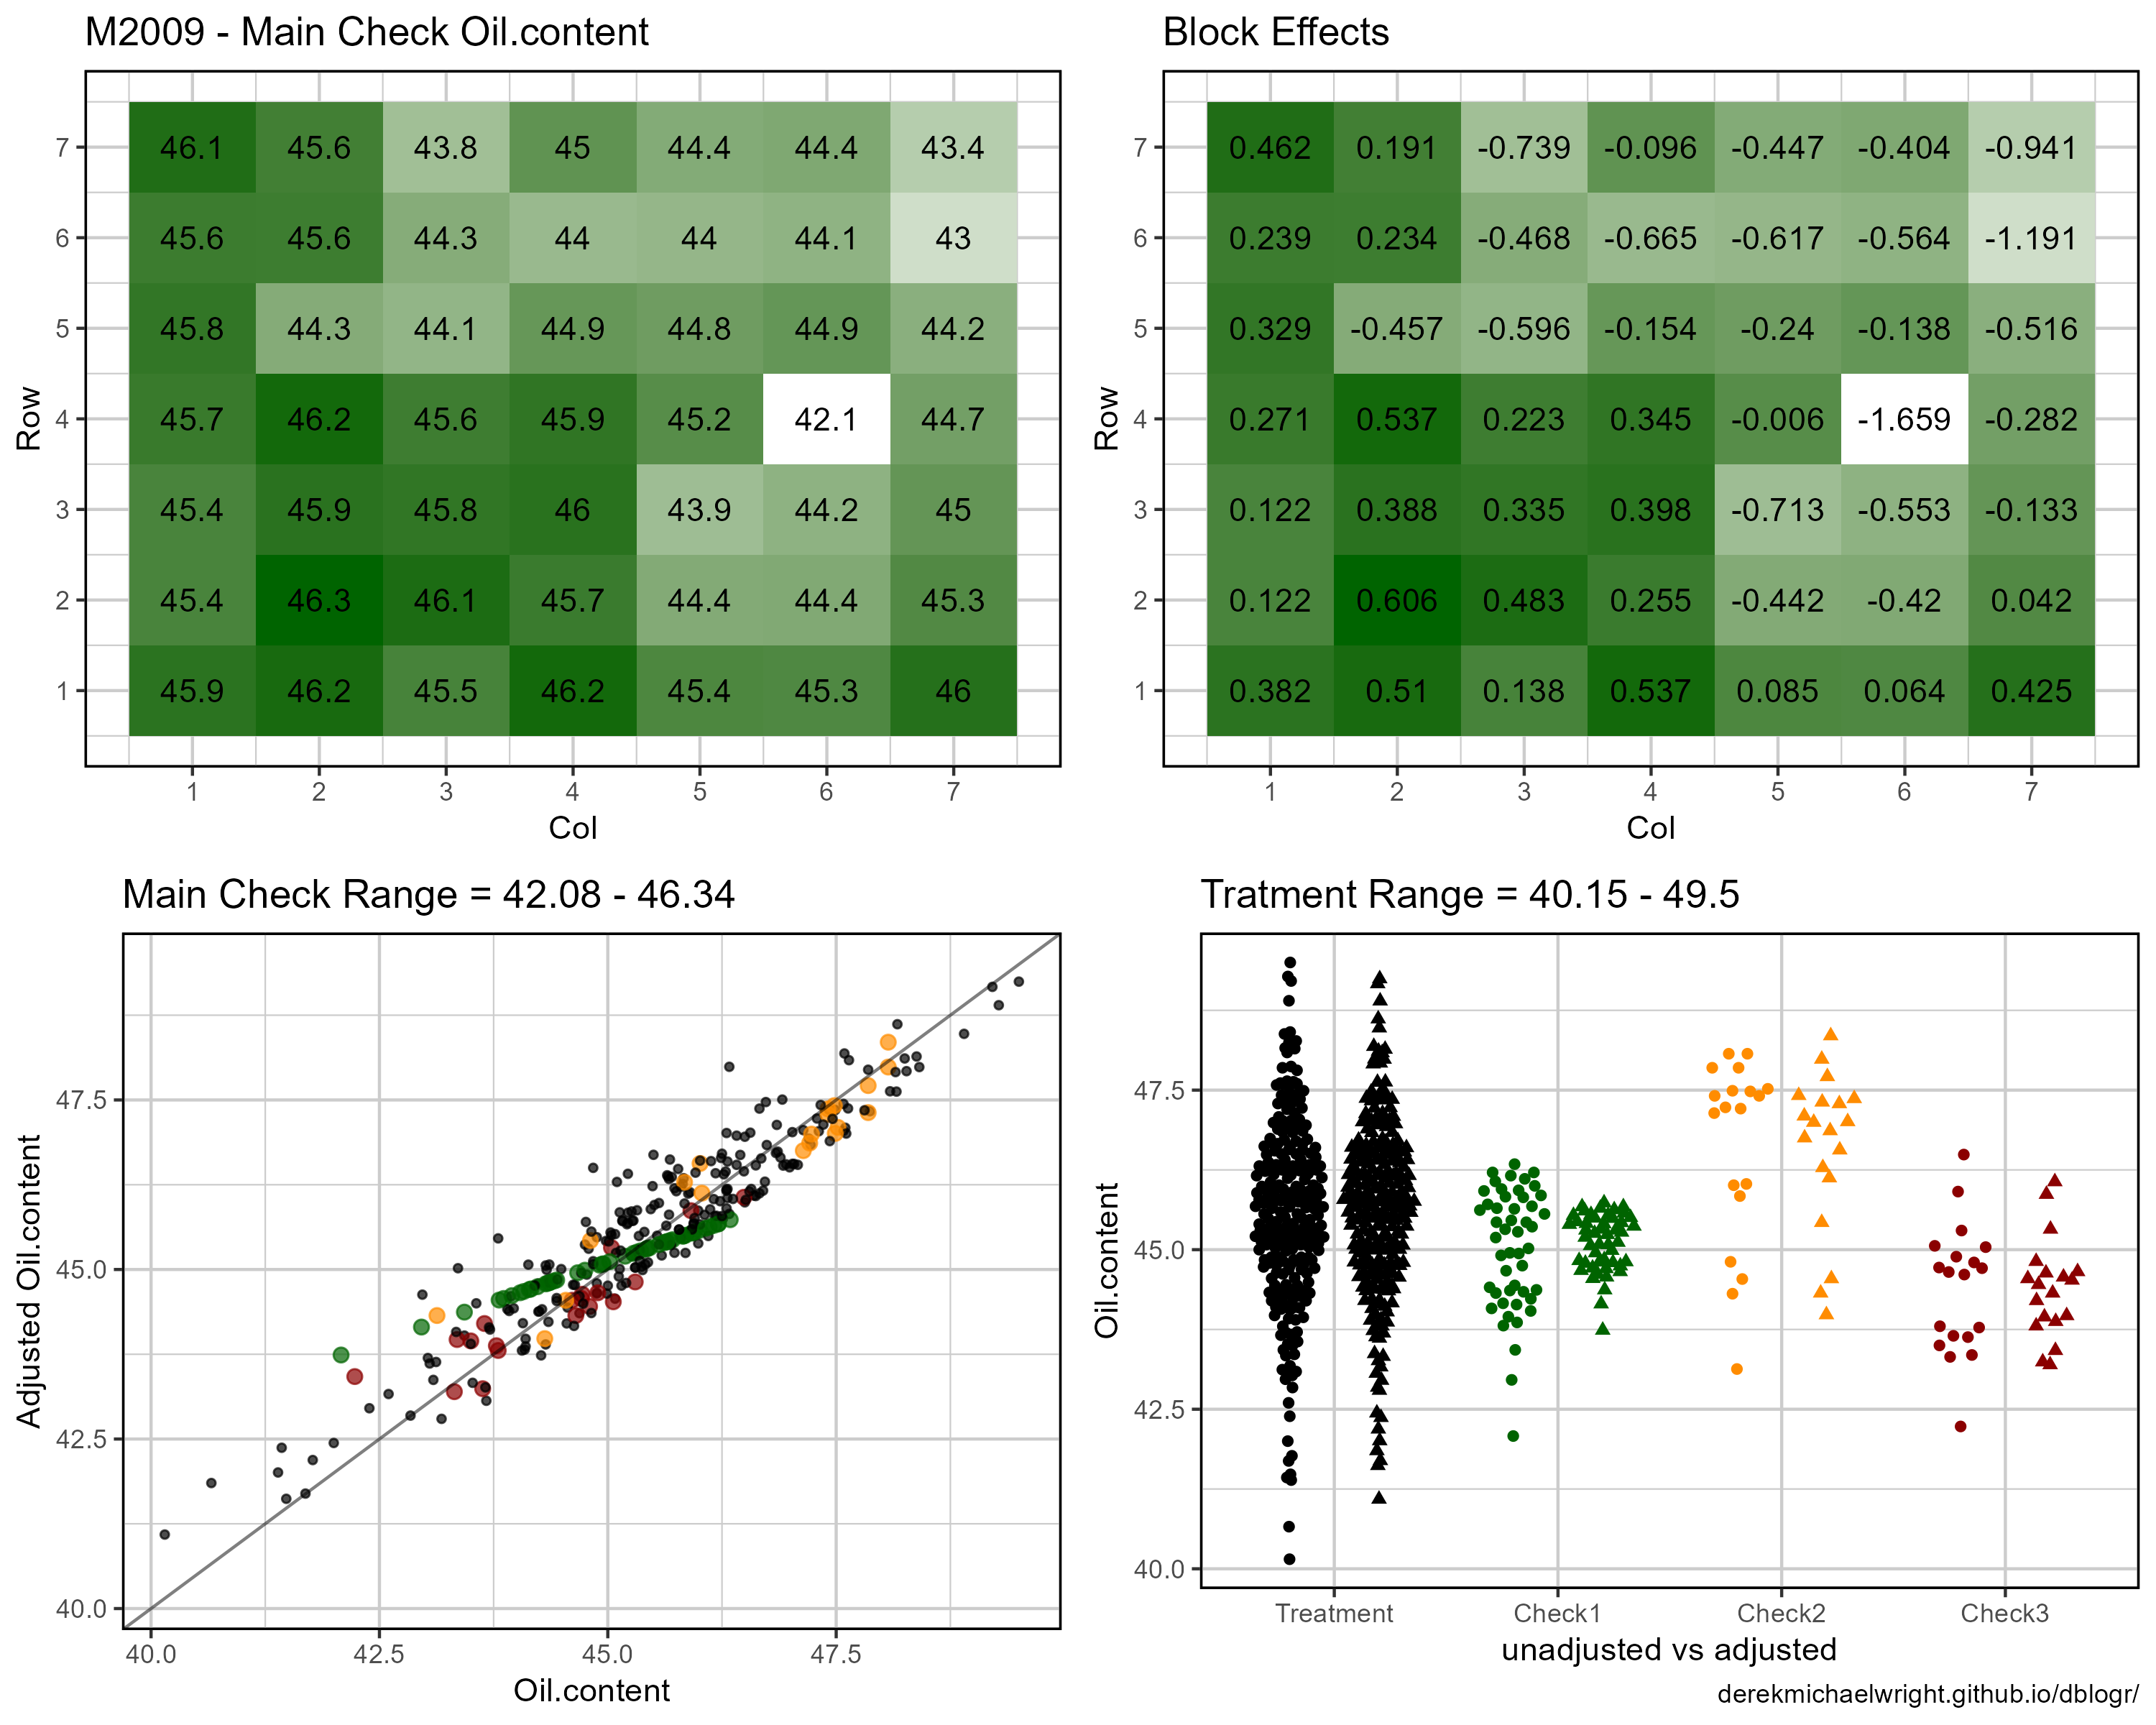 M2009 - Main Check Oil.content
Row
7 46.1 45.6 43.8 45 44.4 44.4 43.4
6 45.6 45.6 44.3 44 44 44.1 43
5 45.8 44.3 44.1 44.9 44.8 44.9 44.2
4 45.7 46.2 45.6 45.9 45.2 42.1 44.7
3 45.4 45.9 45.8 46 43.9 44.2 45
2 45.4 46.3 46.1 45.7 44.4 44.4 45.3
1 45.9 46.2 45.5 46.2 45.4 45.3 46
1 2 3 4 5 6 7
Col
Block Effects
Row
7 0.462 0.191 -0.739 -0.096 -0.447 -0.404 -0.941
6 0.239 0.234 -0.468 -0.665 -0.617 -0.564 -1.191
5 0.329 -0.457 -0.596 -0.154 -0.24 -0.138 -0.516
4 0.271 0.537 0.223 0.345 -0.006 -1.659 -0.282
3 0.122 0.388 0.335 0.398 -0.713 -0.553 -0.133
2 0.122 0.606 0.483 0.255 -0.442 -0.42 0.042
1 0.382 0.51 0.138 0.537 0.085 0.064 0.425
1 2 3 4 5 6 7
Col
Main Check Range = 42.08 - 46.34
Adjusted Oil.content
47.5
45.0
42.5
40.0
40.0 42.5 45.0 47.5
Oil.content
Tratment Range = 40.15 - 49.5
Oil.content
47.5
45.0
42.5
40.0
Treatment Check1 Check2 Check3
unadjusted vs adjusted
derekmichaelwright.github.io/dblogr/